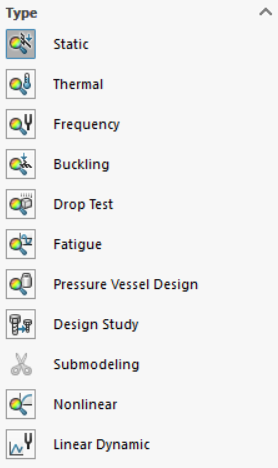 Type
Static
Thermal
Frequency
Buckling
Drop Test
Fatigue
Pressure Vessel Design
Design Study
Submodeling
Nonlinear
Linear Dynamic